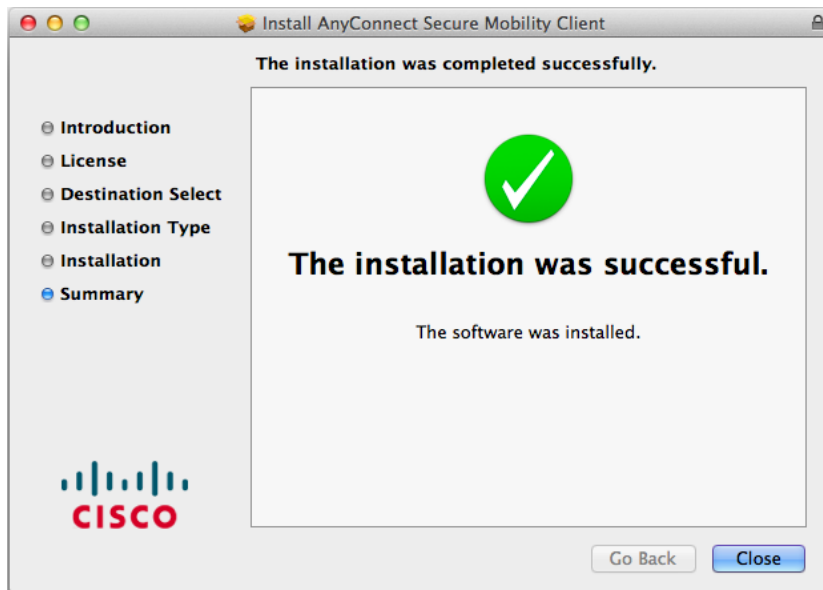 Install AnyConnect Secure Mobility Client
The installation was completed successfully.
Introduction
License
Destination Select
Installation Type
Installation
Summary
The installation was successful.
The software was installed.
CISCO
Go Back
Close